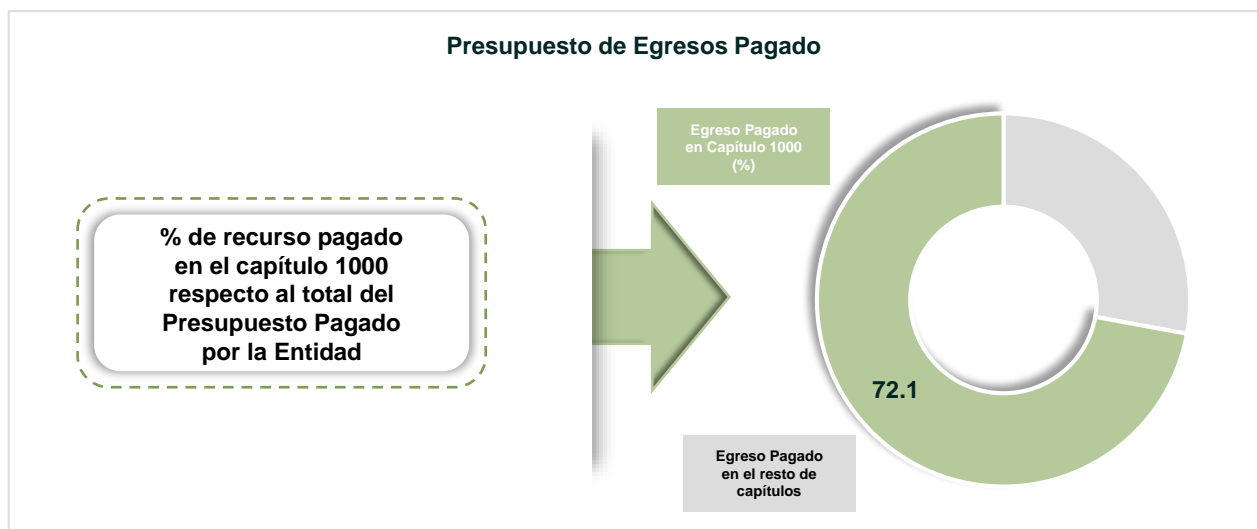 Presupuesto de Egresos Pagado
Egreso Pagado
en Capítulo 1000
(%)
% de recurso pagado
en el capítulo 1000
respecto al total del
Presupuesto Pagado
por la Entidad
72.1
Egreso Pagado
en el resto de
capítulos